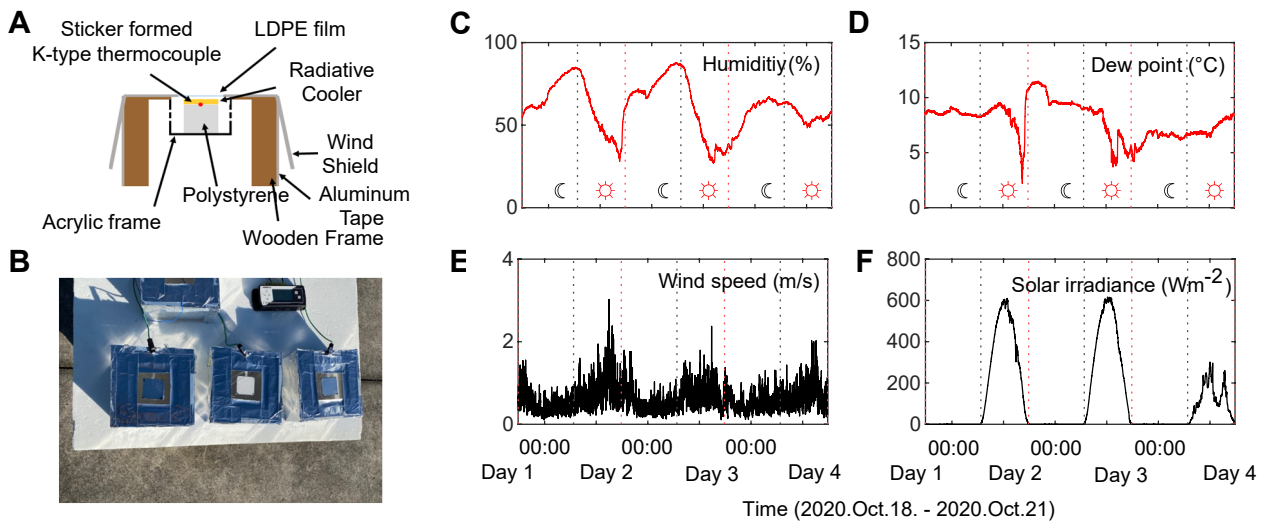 A
Sticker formed
K-type thermocouple
LDPE film
Radiative
Cooler
Wind
Shield
Polystyrene
Aluminum
Tape
Acrylic frame
Wooden Frame
B
C
100
50
0
Humiditiy(%)
D
15
10
5
0
Dew point (°C)
E
4
2
0
Wind speed (m/s)
00:00 00:00 00:00
Day 1 Day 2 Day 3 Day 4
F
800
600
400
200
0
Solar irradiance (Wm-2)
00:00 00:00 00:00
Day 1 Day 2 Day 3 Day 4
Time (2020.Oct.18. - 2020.Oct.21)